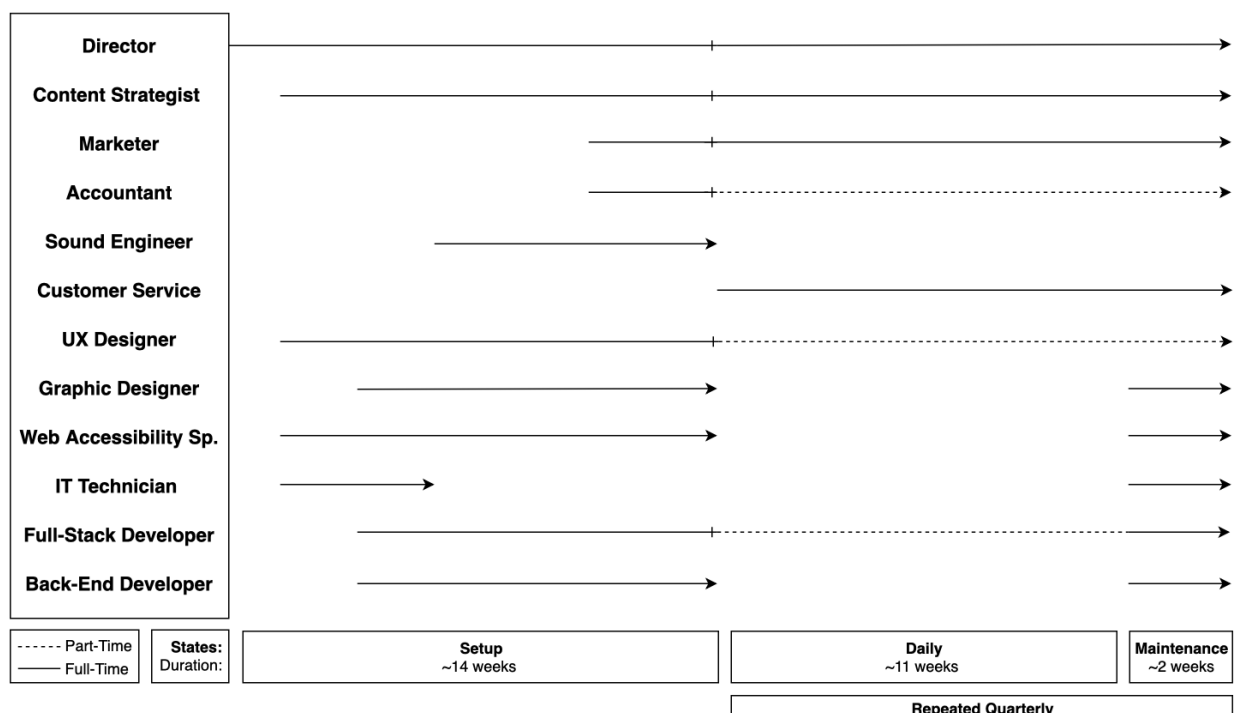 Director
Content Strategist
Marketer
Accountant
Sound Engineer
Customer Service
UX Designer
Graphic Designer
Web Accessibility Sp.
IT Technician
Full-Stack Developer
Back-End Developer
Part-Time
Full-Time
States:
Duration:
Setup
~14 weeks
Daily
~11 weeks
Maintenance
~2 weeks
Repeated Quarterly